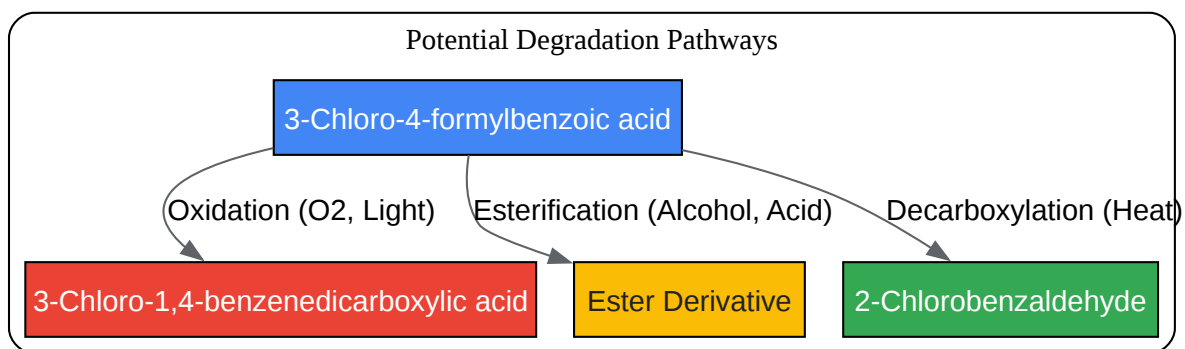 Potential Degradation Pathways
3-Chloro-4-formylbenzoic acid
Oxidation (O2, Light)
Esterification (Alcohol, Acid)
Decarboxylation (Heat)
3-Chloro-1,4-benzenedicarboxylic acid
Ester Derivative
2-Chlorobenzaldehyde